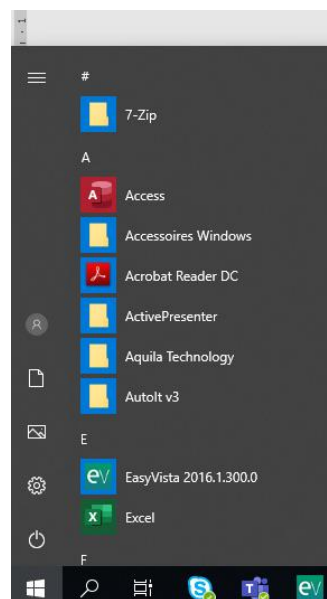 #
7-Zip
A
Access
Accessoires Windows
Acrobat Reader DC
ActivePresenter
Aquila Technology
AutoIt v3
E
EasyVista 2016.1.300.0
Excel
F